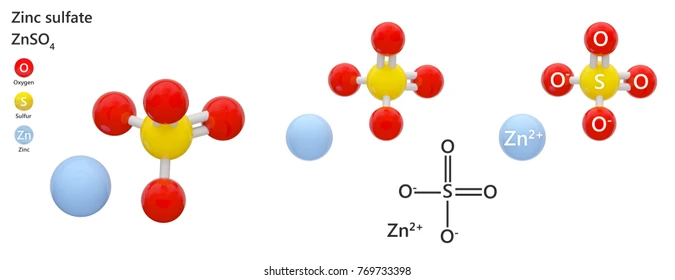 Zinc sulfate
ZnSO₄
O
Oxygen
S
Sulfur
Zn
Zinc
O
O⁻ S O
O⁻
Zn²⁺
O
O⁻ S O
O⁻
Zn²⁺
shutterstock.com · 769733398